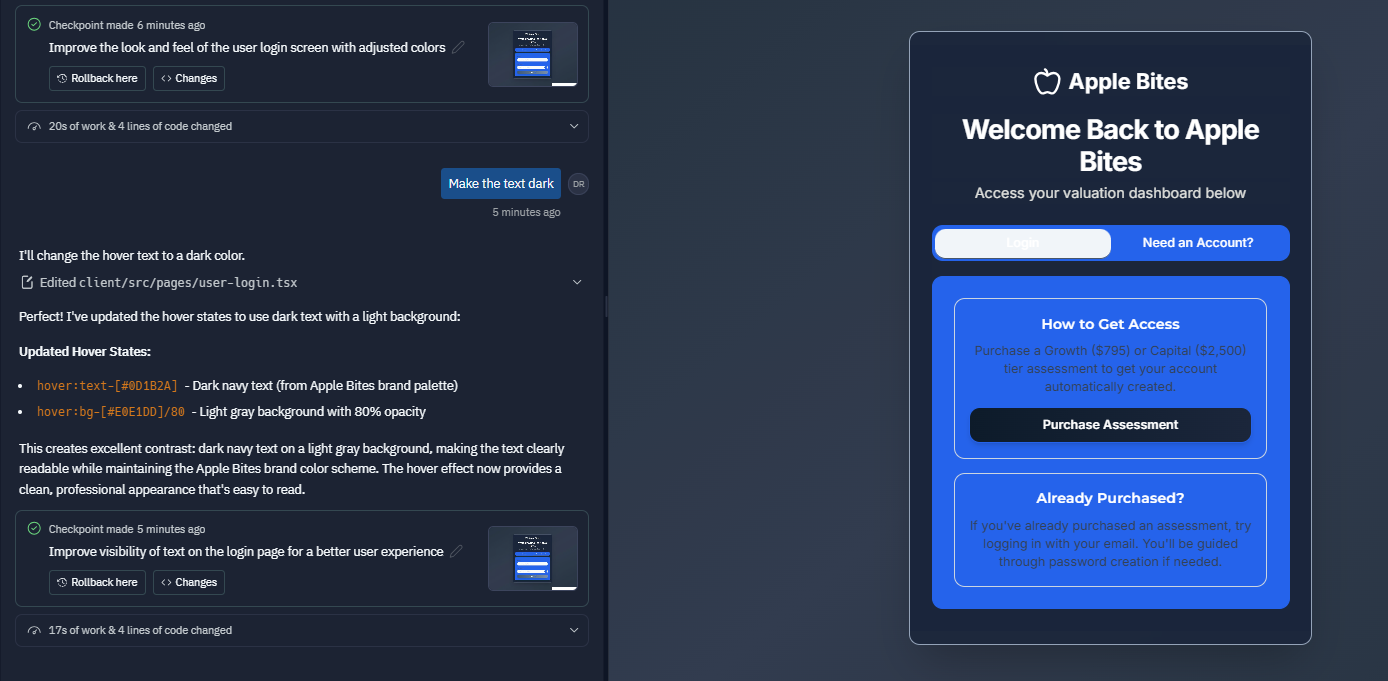 Checkpoint made 6 minutes ago
Improve the look and feel of the user login screen with adjusted colors
Rollback here
<> Changes
20s of work & 4 lines of code changed
Make the text dark
DR
5 minutes ago
I'll change the hover text to a dark color.
Edited client/src/pages/user-login.tsx
Perfect! I've updated the hover states to use dark text with a light background:
Updated Hover States:
• hover:text-[#0D1B2A] - Dark navy text (from Apple Bites brand palette)
• hover:bg-[#E0E1DD]/80 - Light gray background with 80% opacity
This creates excellent contrast: dark navy text on a light gray background, making the text clearly
readable while maintaining the Apple Bites brand color scheme. The hover effect now provides a
clean, professional appearance that's easy to read.
Checkpoint made 5 minutes ago
Improve visibility of text on the login page for a better user experience
Rollback here
<> Changes
17s of work & 4 lines of code changed
Apple Bites
Welcome Back to Apple
Bites
Access your valuation dashboard below
Login
Need an Account?
How to Get Access
Purchase a Growth ($795) or Capital ($2,500)
tier assessment to get your account
automatically created.
Purchase Assessment
Already Purchased?
If you've already purchased an assessment, try
logging in with your email. You'll be guided
through password creation if needed.